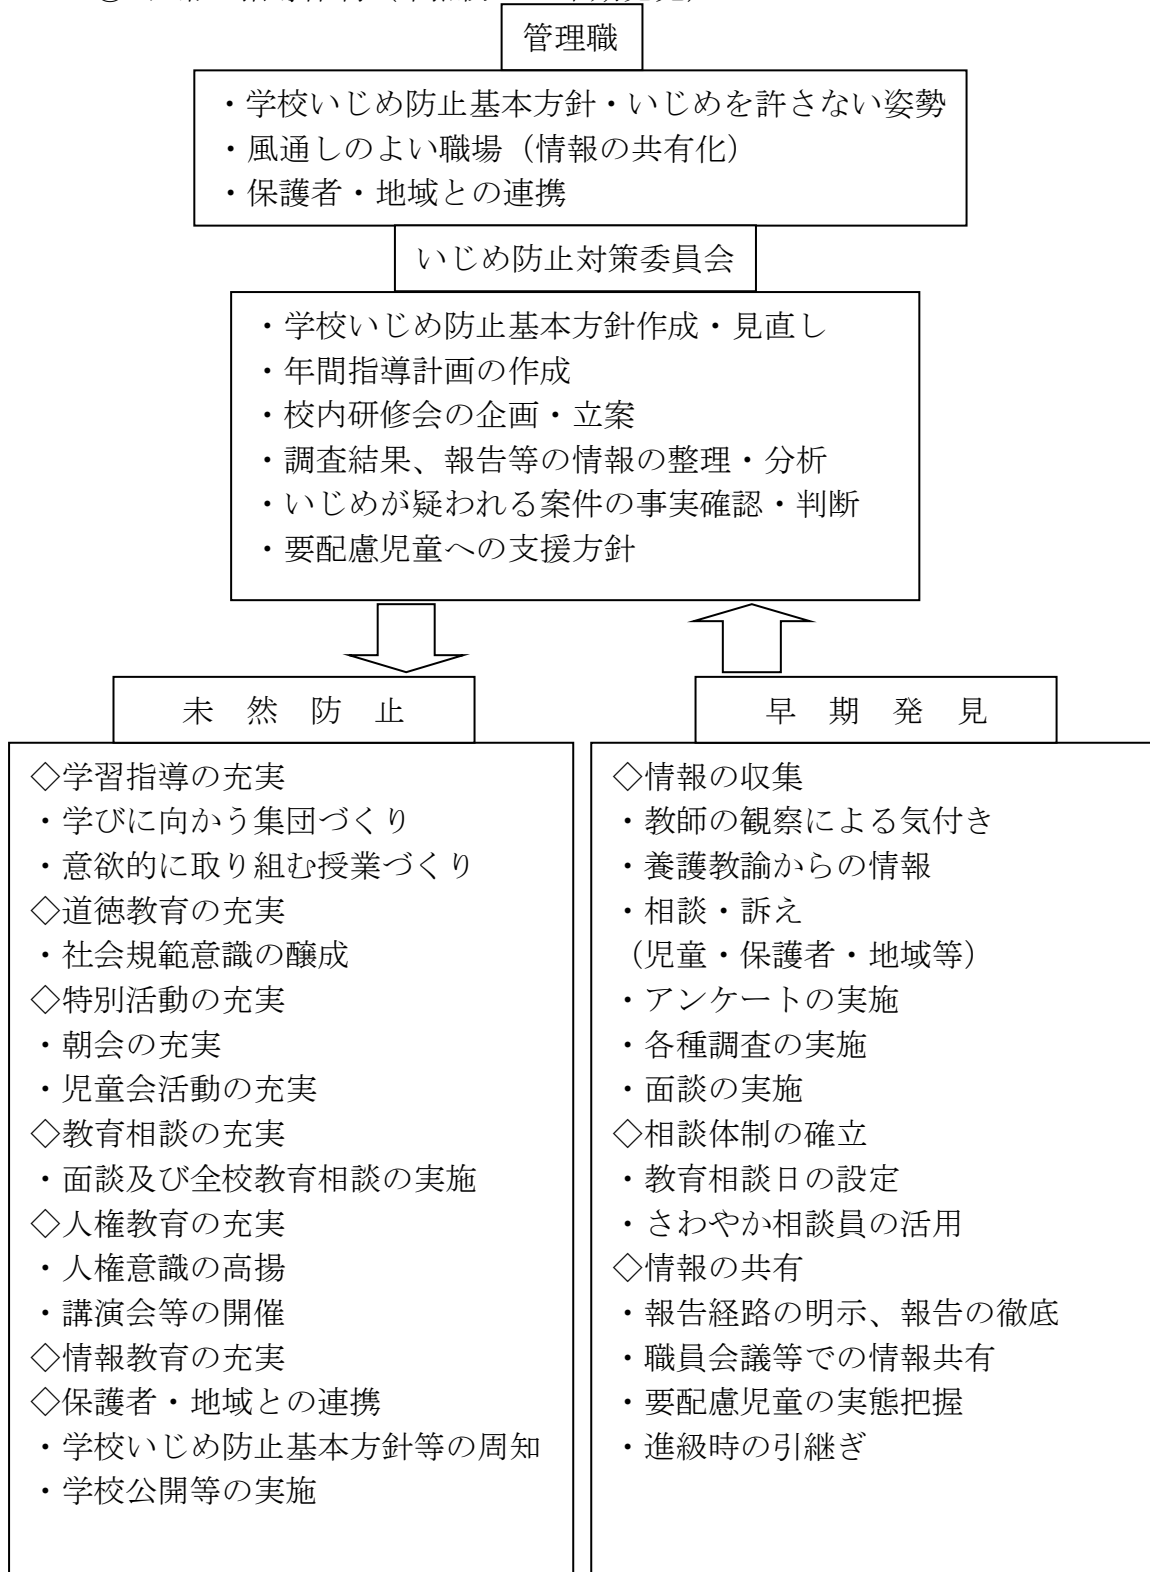 管理職
・学校いじめ防止基本方針・いじめを許さない姿勢
・風通しのよい職場（情報の共有化）
・保護者・地域との連携
いじめ防止対策委員会
・学校いじめ防止基本方針作成・見直し
・年間指導計画の作成
・校内研修会の企画・立案
・調査結果、報告等の情報の整理・分析
・いじめが疑われる案件の事実確認・判断
・要配慮児童への支援方針
未　然　防　止
◇学習指導の充実
・学びに向かう集団づくり
・意欲的に取り組む授業づくり
◇道徳教育の充実
・社会規範意識の醸成
◇特別活動の充実
・朝会の充実
・児童会活動の充実
◇教育相談の充実
・面談及び全校教育相談の実施
◇人権教育の充実
・人権意識の高揚
・講演会等の開催
◇情報教育の充実
◇保護者・地域との連携
・学校いじめ防止基本方針等の周知
・学校公開等の実施
早　期　発　見
◇情報の収集
・教師の観察による気付き
・養護教諭からの情報
・相談・訴え
（児童・保護者・地域等）
・アンケートの実施
・各種調査の実施
・面談の実施
◇相談体制の確立
・教育相談日の設定
・さわやか相談員の活用
◇情報の共有
・報告経路の明示、報告の徹底
・職員会議等での情報共有
・要配慮児童の実態把握
・進級時の引継ぎ